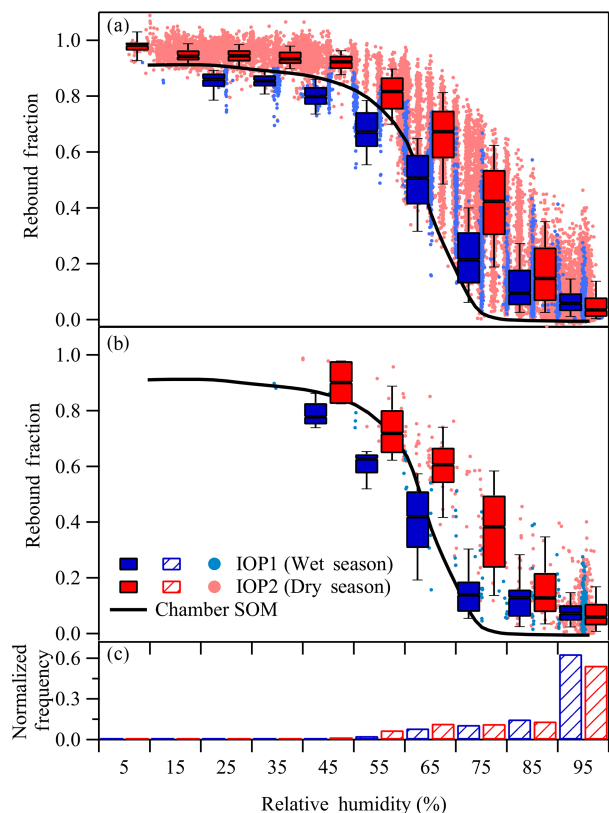 (a)
1.0
0.8
0.6
0.4
0.2
0.0
Rebound fraction
(b)
1.0
0.8
0.6
0.4
0.2
0.0
Rebound fraction
IOP1 (Wet season)
IOP2 (Dry season)
Chamber SOM
(c)
0.6
0.3
0.0
Normalized
frequency
5 15 25 35 45 55 65 75 85 95
Relative humidity (%)